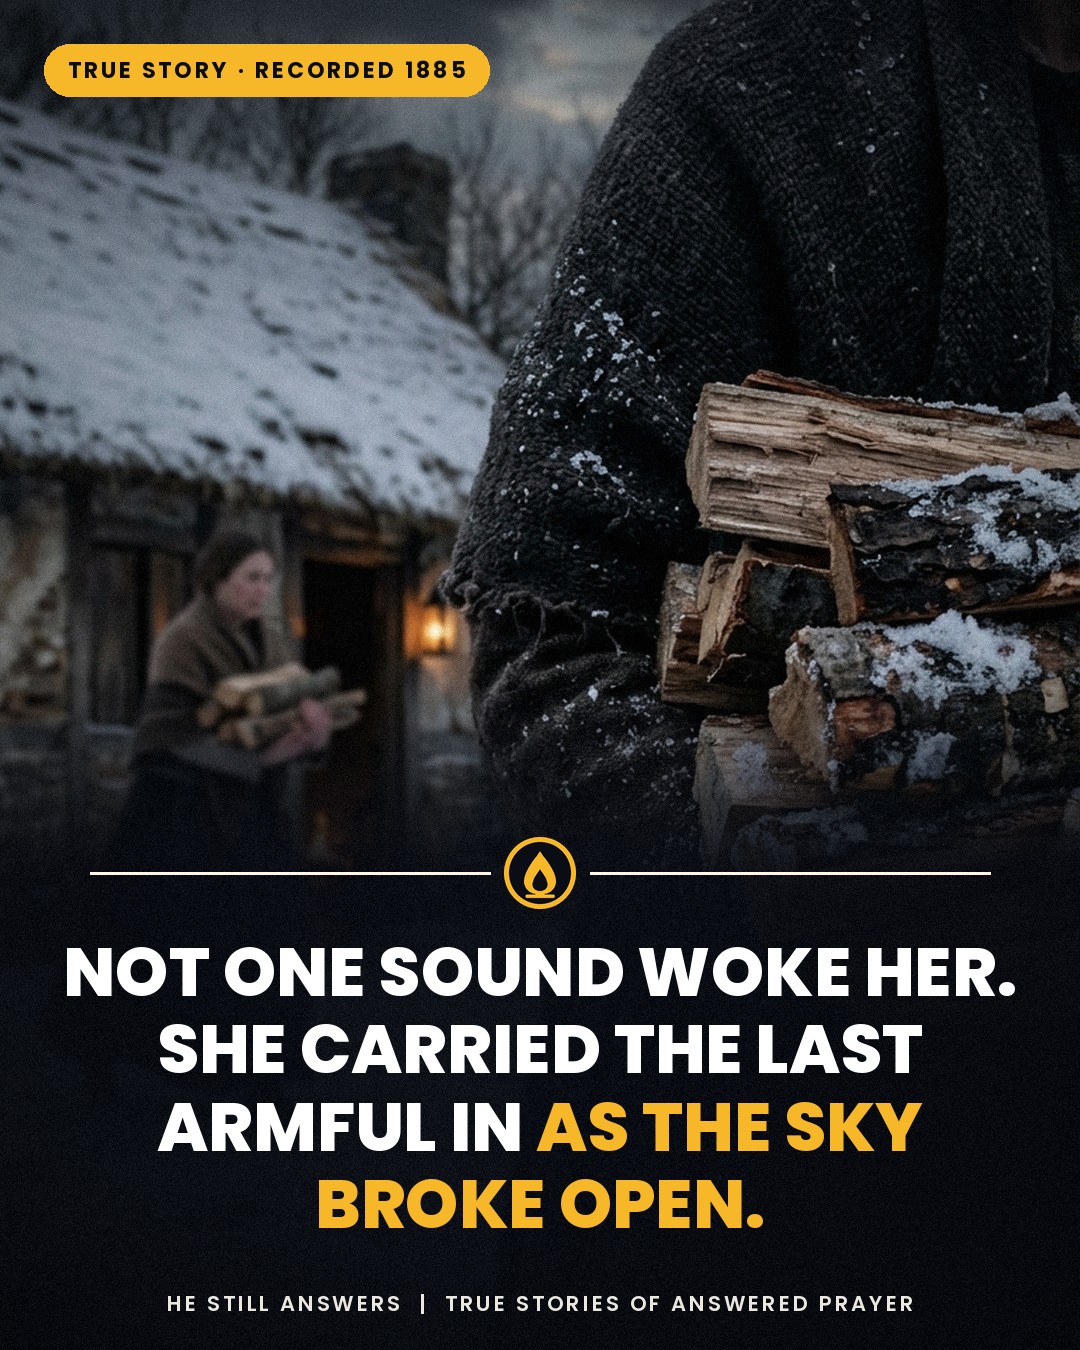 TRUE STORY · RECORDED 1885
NOT ONE SOUND WOKE HER.
SHE CARRIED THE LAST
ARMFUL IN AS THE SKY
BROKE OPEN.
HE STILL ANSWERS | TRUE STORIES OF ANSWERED PRAYER